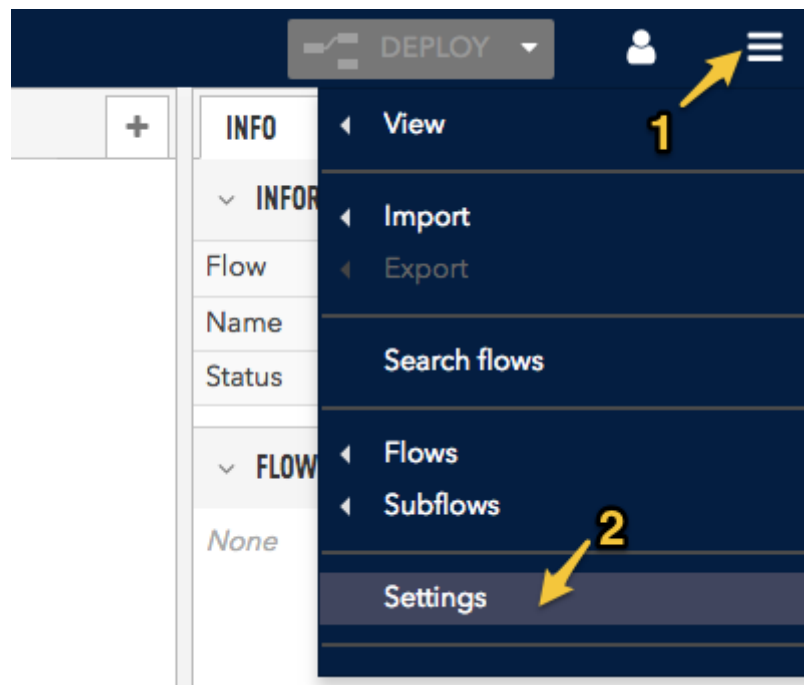 DEPLOY
1
+
INFO
View
INFOR
Import
Flow
Export
Name
Search flows
Status
Flows
FLOW
Subflows
2
None
Settings